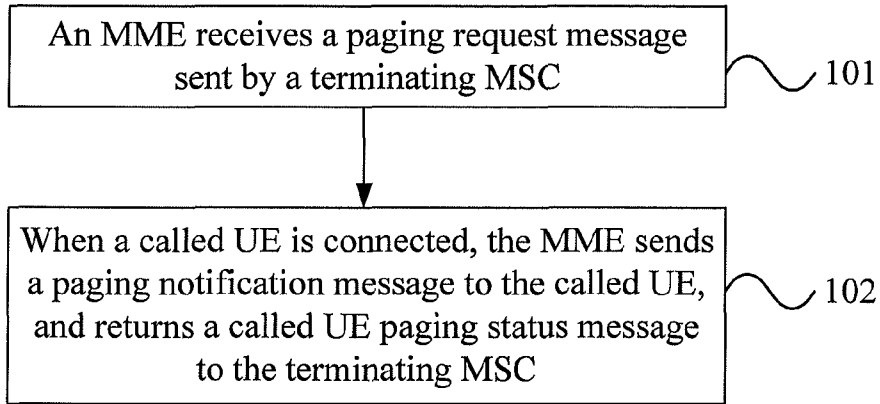 An MME receives a paging request message
sent by a terminating MSC
101
When a called UE is connected, the MME sends
a paging notification message to the called UE,
and returns a called UE paging status message
to the terminating MSC
102